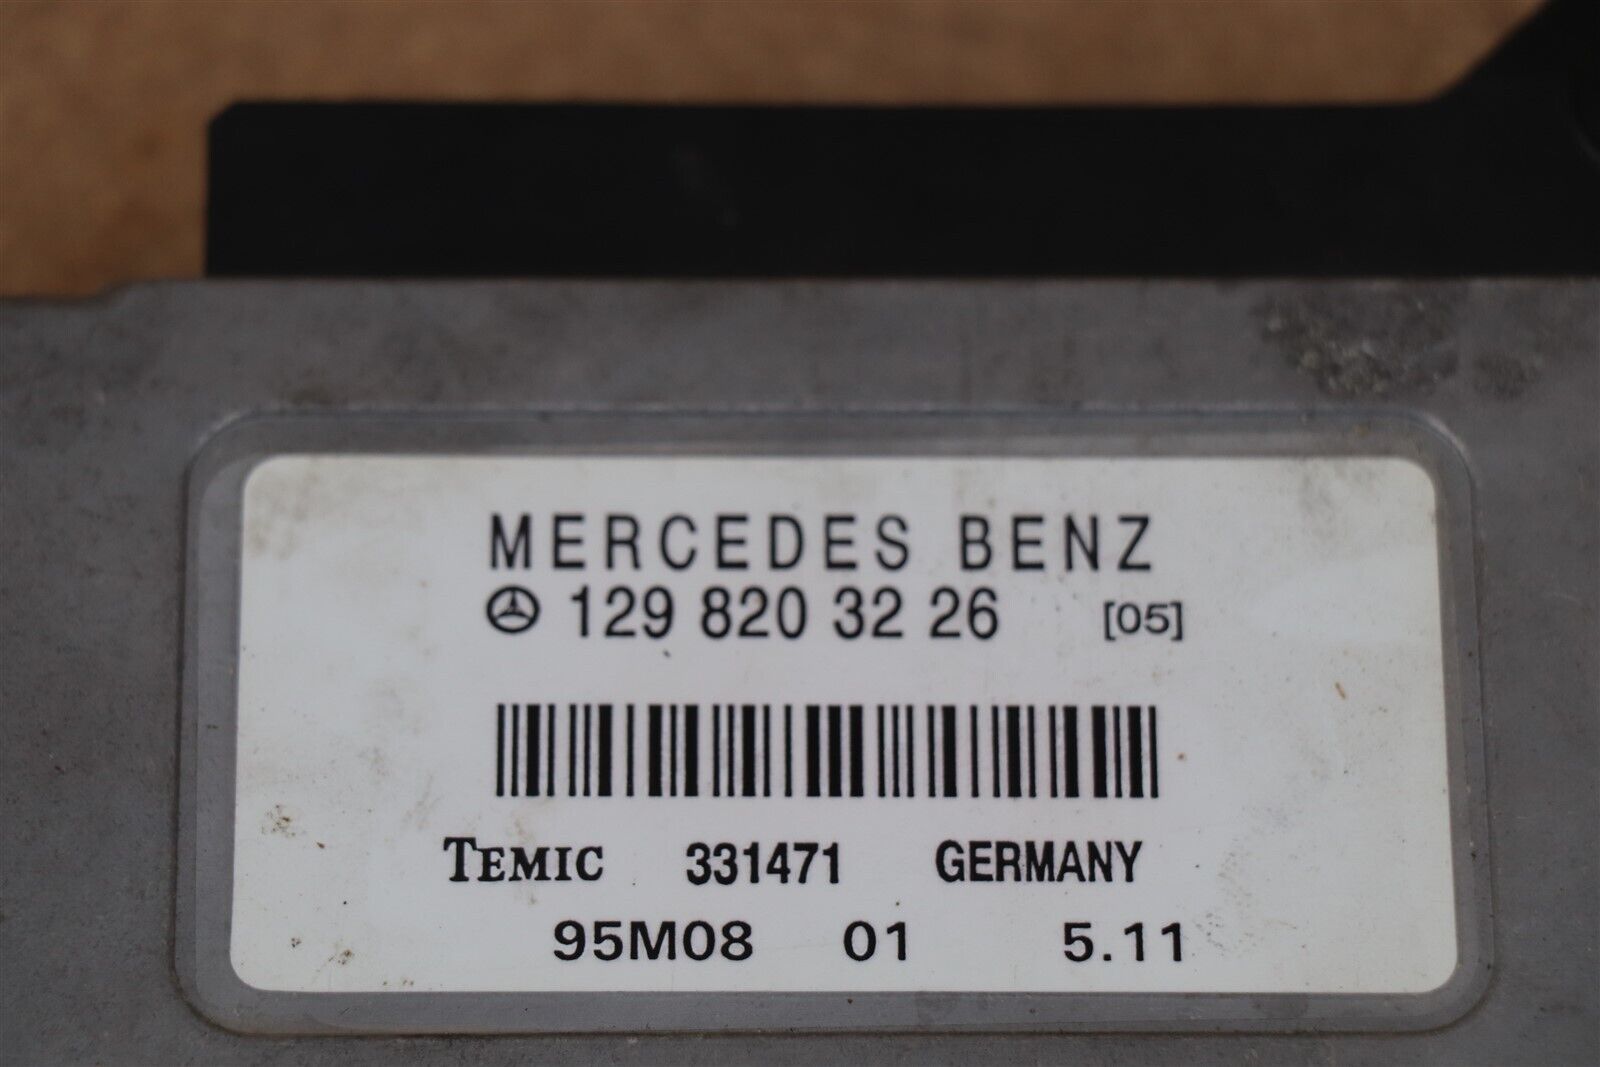 MERCEDES BENZ
129 820 32 26 [05]
TEMIC 331471 GERMANY
95M08 01 5.11